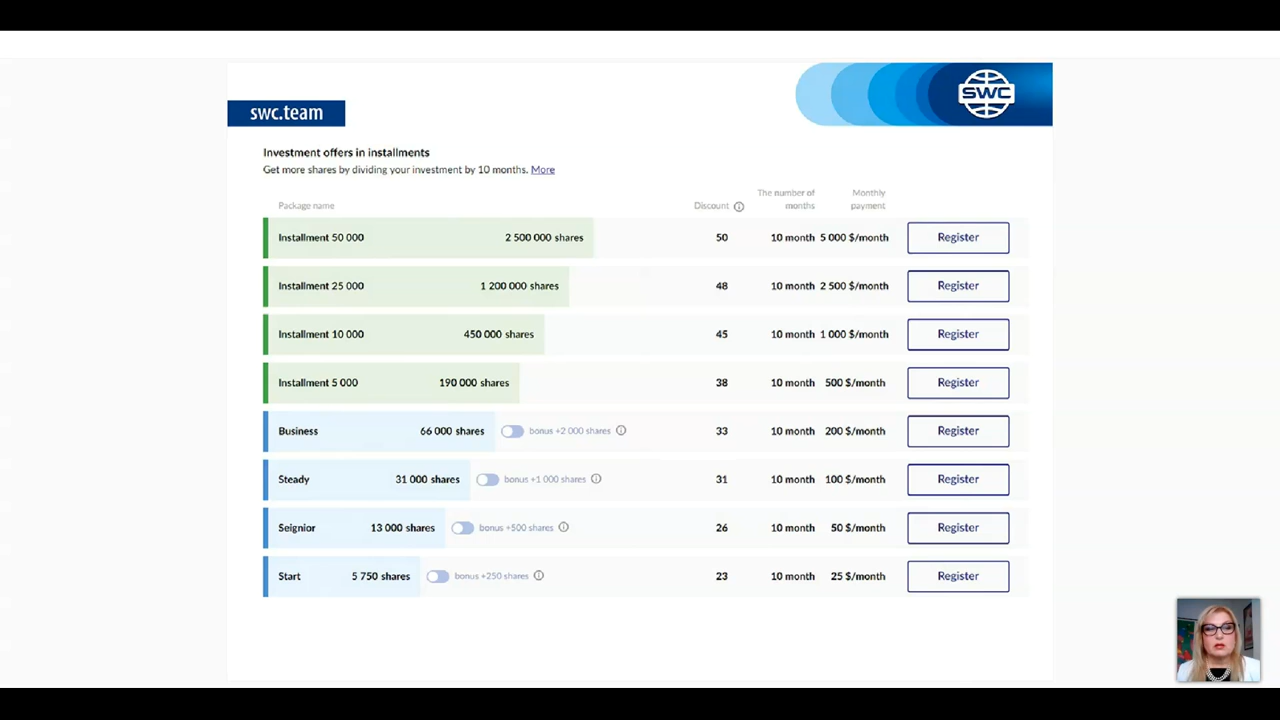 SWC
swc.team
Investment offers in installments
Get more shares by dividing your investment by 10 months. More
Package name Discount The number of months Monthly payment
Installment 50 000 2 500 000 shares 50 10 month 5 000 $/month Register
Installment 25 000 1 200 000 shares 48 10 month 2 500 $/month Register
Installment 10 000 450 000 shares 45 10 month 1 000 $/month Register
Installment 5 000 190 000 shares 38 10 month 500 $/month Register
Business 66 000 shares bonus +2 000 shares 33 10 month 200 $/month Register
Steady 31 000 shares bonus +1 000 shares 31 10 month 100 $/month Register
Seignior 13 000 shares bonus +500 shares 26 10 month 50 $/month Register
Start 5 750 shares bonus +250 shares 23 10 month 25 $/month Register